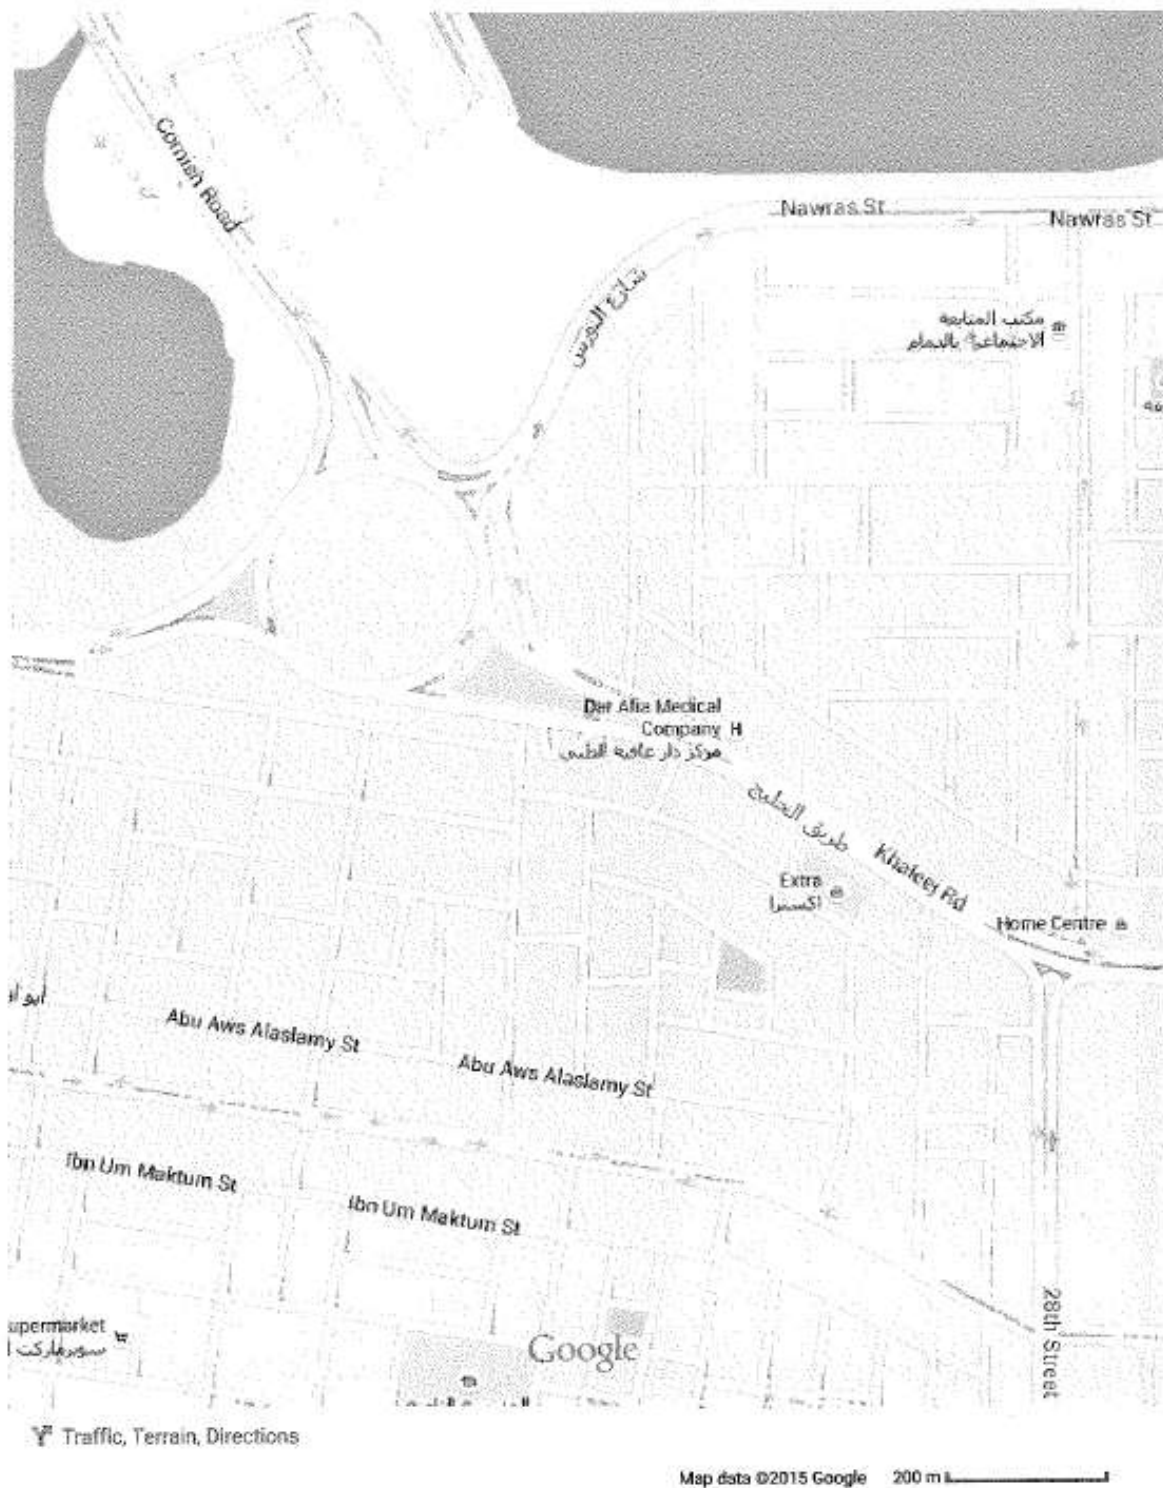 Cornish Road
Nawras St
Nawras St
شارع النورس
مكتب المتابعة
الاجتماعية بالدمام
Dar Afia Medical
Company H
مركز دار عافية الطبي
طريق الخليج
Khaleej Rd
Extra
اكسترا
Home Centre
Abu Aws Alaslamy St
Abu Aws Alaslamy St
Ibn Um Maktum St
Ibn Um Maktum St
28th Street
upermarket
سوبرماركت ا
Google
Traffic, Terrain, Directions
Map data ©2015 Google 200 m